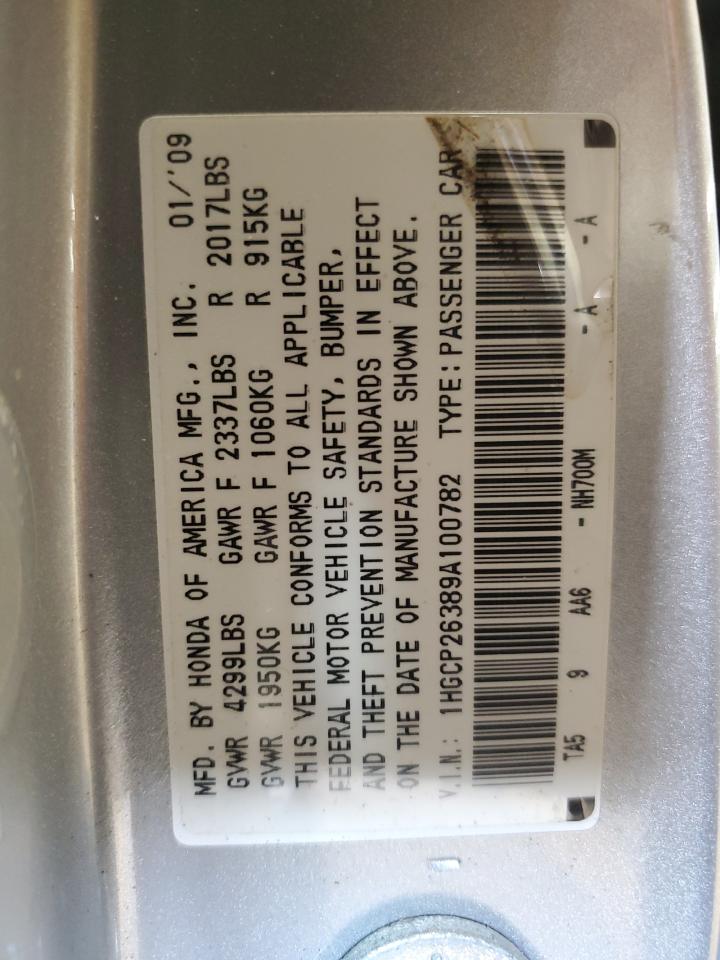 MFD. BY HONDA OF AMERICA MFG., INC. 01/'09
GVWR 4299LBS GAWR F 2337LBS R 2017LBS
GVWR 1950KG GAWR F 1060KG R 915KG
THIS VEHICLE CONFORMS TO ALL APPLICABLE
FEDERAL MOTOR VEHICLE SAFETY, BUMPER,
AND THEFT PREVENTION STANDARDS IN EFFECT
ON THE DATE OF MANUFACTURE SHOWN ABOVE.
V.I.N.: 1HGCP26389A100782 TYPE: PASSENGER CAR
TA5 9 AA6 - NH700M - A - A